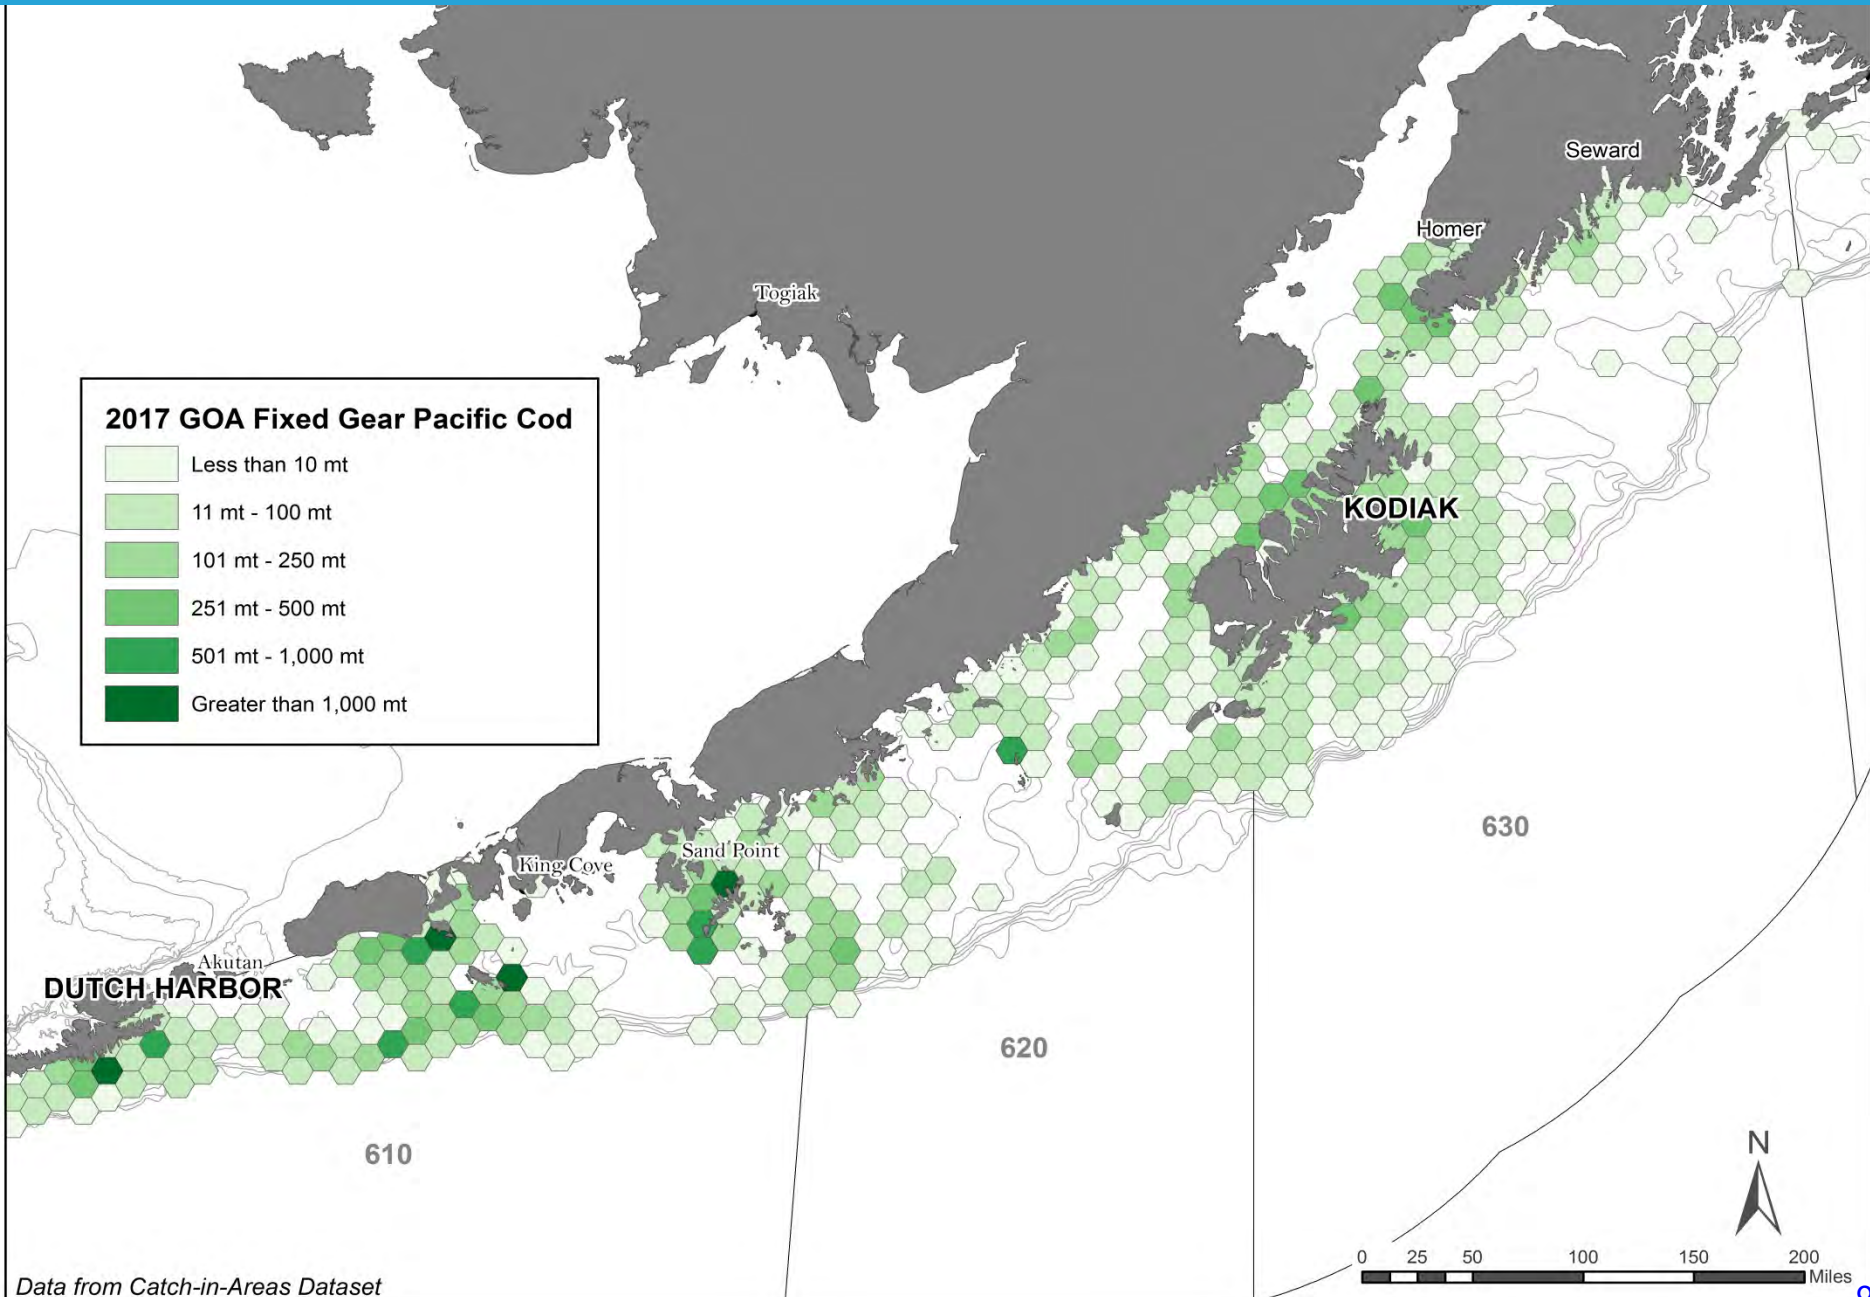 Seward
Homer
Togiak
2017 GOA Fixed Gear Pacific Cod
Less than 10 mt
11 mt - 100 mt
101 mt - 250 mt
251 mt - 500 mt
501 mt - 1,000 mt
Greater than 1,000 mt
KODIAK
630
Sand Point
King Cove
Akutan
DUTCH HARBOR
620
610
N
0 25 50 100 150 200
Miles
Data from Catch-in-Areas Dataset